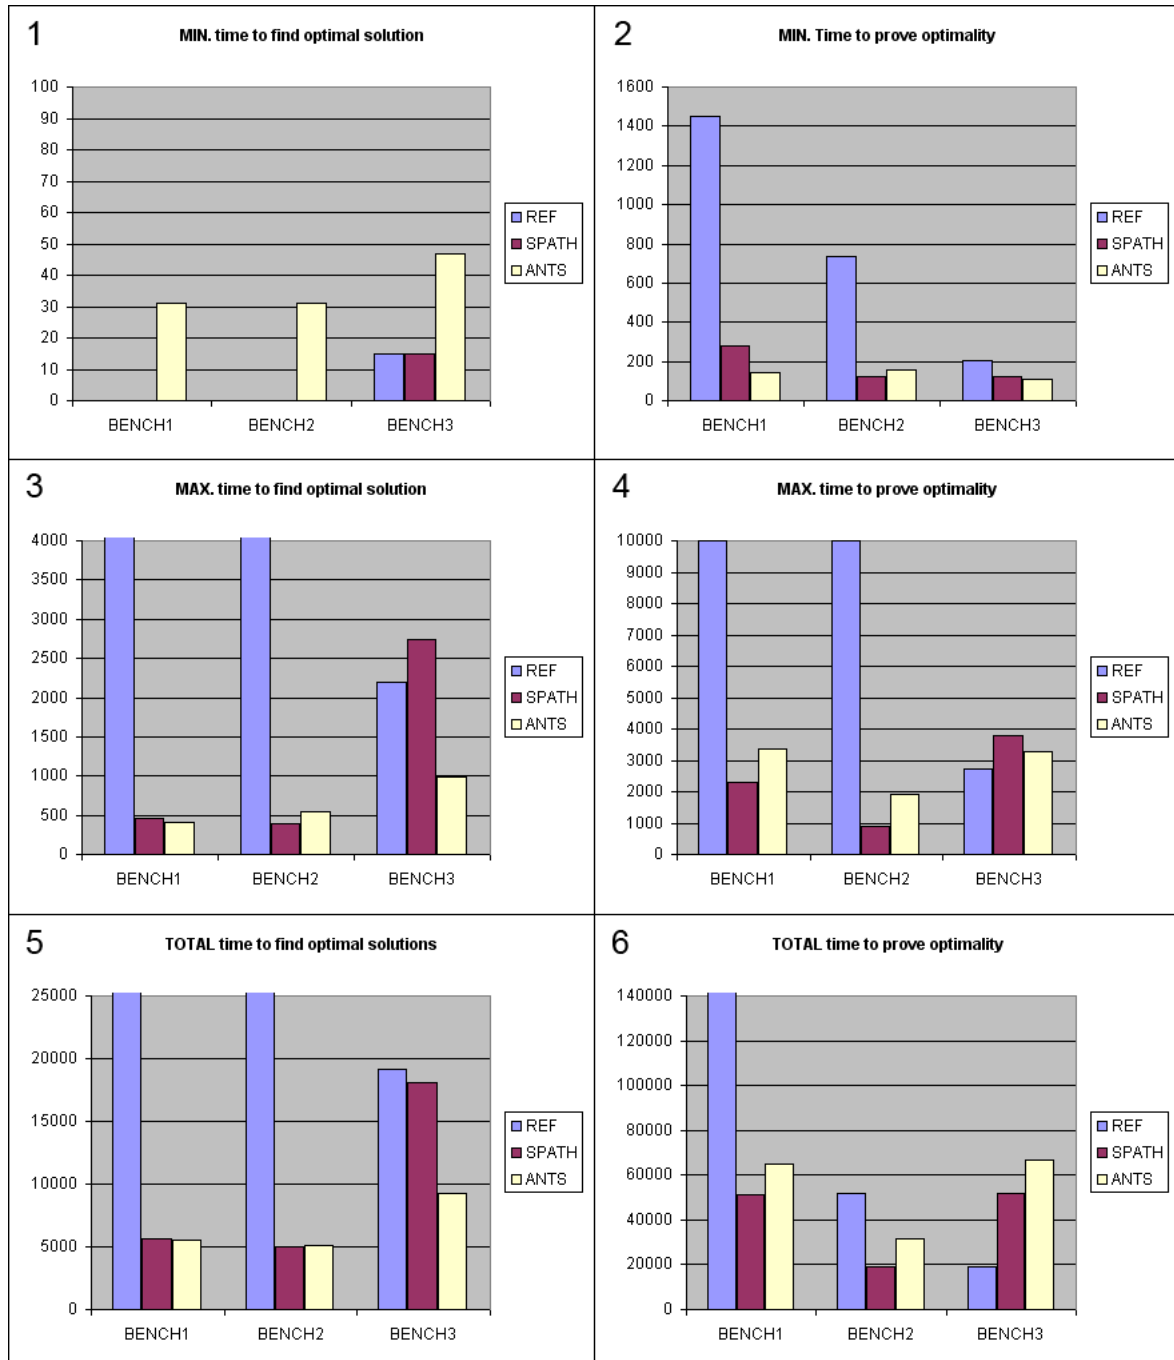 1
MIN. time to find optimal solution
100
90
80
70
60
50
40
30
20
10
0
BENCH1 BENCH2 BENCH3
REF
SPATH
ANTS
2
MIN. Time to prove optimality
1600
1400
1200
1000
800
600
400
200
0
BENCH1 BENCH2 BENCH3
REF
SPATH
ANTS
3
MAX. time to find optimal solution
4000
3500
3000
2500
2000
1500
1000
500
0
BENCH1 BENCH2 BENCH3
REF
SPATH
ANTS
4
MAX. time to prove optimality
10000
9000
8000
7000
6000
5000
4000
3000
2000
1000
0
BENCH1 BENCH2 BENCH3
REF
SPATH
ANTS
5
TOTAL time to find optimal solutions
25000
20000
15000
10000
5000
0
BENCH1 BENCH2 BENCH3
REF
SPATH
ANTS
6
TOTAL time to prove optimality
140000
120000
100000
80000
60000
40000
20000
0
BENCH1 BENCH2 BENCH3
REF
SPATH
ANTS